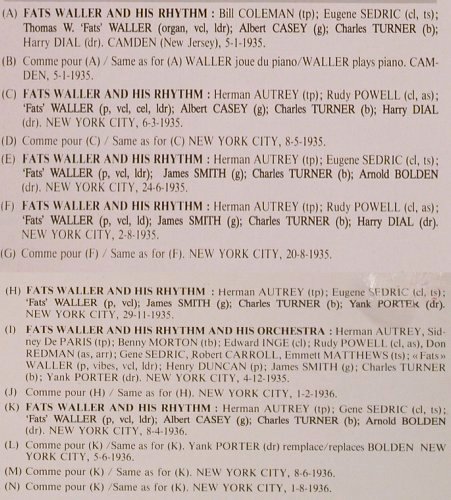 (A) FATS WALLER AND HIS RHYTHM : Bill COLEMAN (tp); Eugene SEDRIC (cl, ts);
Thomas W. 'Fats' WALLER (organ, vcl, ldr); Albert CASEY (g); Charles TURNER (b);
Harry DIAL (dr). CAMDEN (New Jersey), 5-1-1935.
(B) Comme pour (A) / Same as for (A) WALLER joue du piano/WALLER plays piano. CAM-
DEN, 5-1-1935.
(C) FATS WALLER AND HIS RHYTHM : Herman AUTREY (tp); Rudy POWELL (cl, as);
'Fats' WALLER (p, vcl, cel, ldr); Albert CASEY (g); Charles TURNER (b); Harry DIAL
(dr). NEW YORK CITY, 6-3-1935.
(D) Comme pour (C) / Same as for (C) NEW YORK CITY, 8-5-1935.
(E) FATS WALLER AND HIS RHYTHM : Herman AUTREY (tp); Eugene SEDRIC (cl, ts);
'Fats' WALLER (p, vcl, ldr); James SMITH (g); Charles TURNER (b); Arnold BOLDEN
(dr). NEW YORK CITY, 24-6-1935.
(F) FATS WALLER AND HIS RHYTHM : Herman AUTREY (tp); Rudy POWELL (cl, as);
'Fats' WALLER (p, vcl, ld); James SMITH (g); Charles TURNER (b); Harry DIAL (dr).
NEW YORK CITY, 2-8-1935.
(G) Comme pour (F) / Same as for (F). NEW YORK CITY, 20-8-1935.
(H) FATS WALLER AND HIS RHYTHM : Herman AUTREY (tp); Eugene SEDRIC (cl, ts);
'Fats' WALLER (p, vcl); James SMITH (g); Charles TURNER (b); Yank PORTER (dr).
NEW YORK CITY, 29-11-1935.
(I) FATS WALLER AND HIS RHYTHM AND HIS ORCHESTRA : Herman AUTREY, Sid-
ney De PARIS (tp); Benny MORTON (tb); Edward INGE (cl); Rudy POWELL (cl, as), Don
REDMAN (as, arr); Gene SEDRIC, Robert CARROLL, Emmett MATTHEWS (ts); «Fats»
WALLER (p, vibes, vcl, ldr); Henry DUNCAN (p); James SMITH (g); Charles TURNER
(b); Yank PORTER (dr). NEW YORK CITY, 4-12-1935.
(J) Comme pour (H) / Same as for (H). NEW YORK CITY, 1-2-1936.
(K) FATS WALLER AND HIS RHYTHM : Herman AUTREY (tp); Gene SEDRIC (cl, ts);
'Fats' WALLER (p, vcl, ldr); Albert CASEY (g); Charles TURNER (b); Arnold BOLDEN
(dr). NEW YORK CITY, 8-4-1936.
(L) Comme pour (K) /Same as for (K). Yank PORTER (dr) remplace/replaces BOLDEN NEW
YORK CITY, 5-6-1936.
(M) Comme pour (K) / Same as for (K). NEW YORK CITY, 8-6-1936.
(N) Comme pour (K) / Same as for (K). NEW YORK CITY, 1-8-1936.